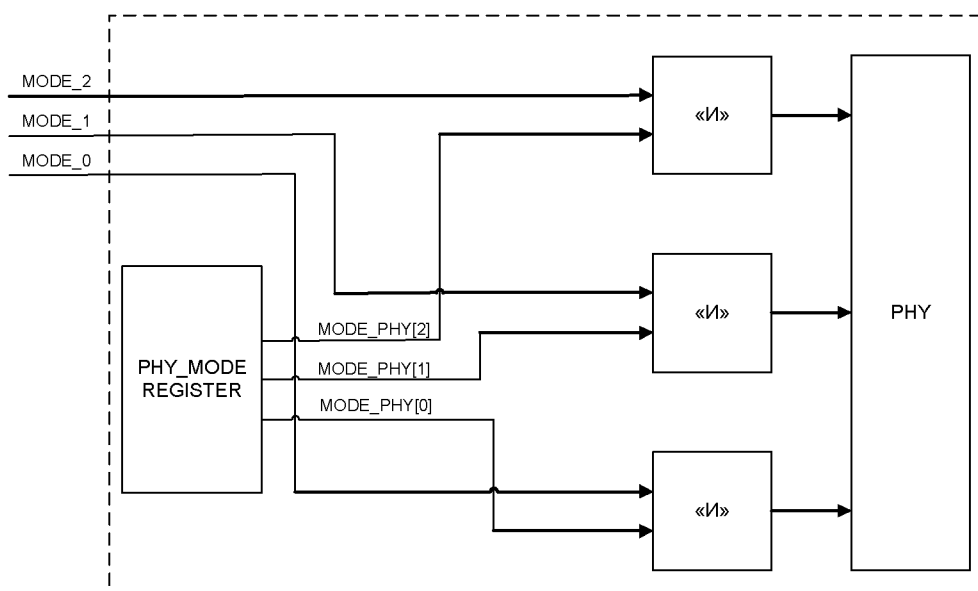 MODE_2
MODE_1
MODE_0
«И»
«И»
«И»
PHY
PHY_MODE
REGISTER
MODE_PHY[2]
MODE_PHY[1]
MODE_PHY[0]